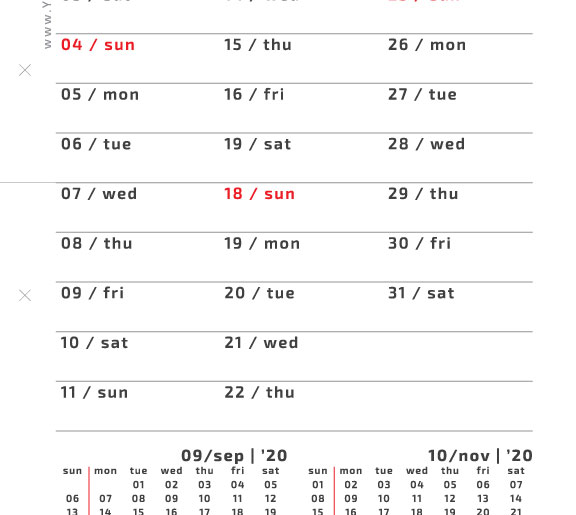 04 / sun 15 / thu 26 / mon
05 / mon 16 / fri 27 / tue
06 / tue 19 / sat 28 / wed
07 / wed 18 / sun 29 / thu
08 / thu 19 / mon 30 / fri
09 / fri 20 / tue 31 / sat
10 / sat 21 / wed
11 / sun 22 / thu
09/sep | '20 10/nov | '20
sun mon tue wed thu fri sat sun mon tue wed thu fri sat
01 02 03 04 05 01 02 03 04 05 06 07
06 07 08 09 10 11 12 08 09 10 11 12 13 14
13 14 15 16 17 18 19 15 16 17 18 19 20 21